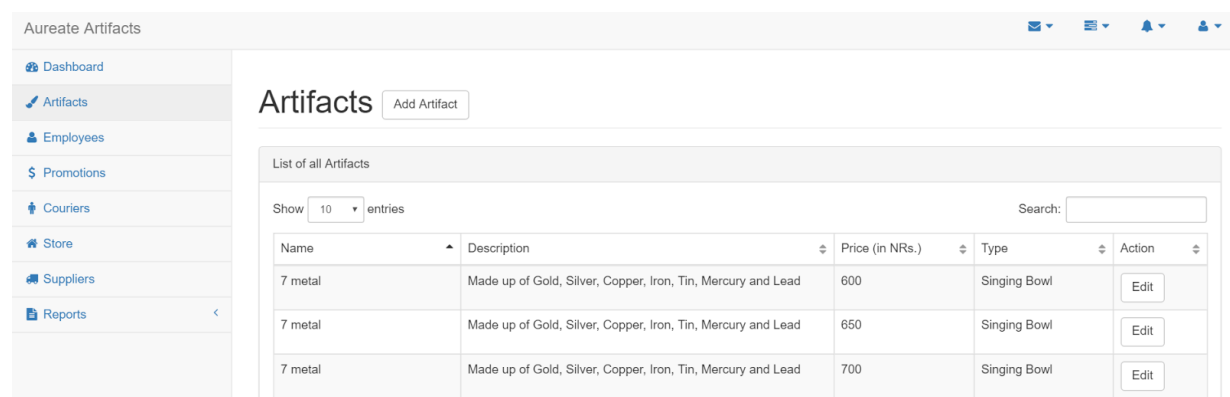 Aureate Artifacts
Dashboard
Artifacts
Employees
Promotions
Couriers
Store
Suppliers
Reports
Artifacts Add Artifact
List of all Artifacts
Show 10 entries Search:
Name Description Price (in NRs.) Type Action
7 metal Made up of Gold, Silver, Copper, Iron, Tin, Mercury and Lead 600 Singing Bowl Edit
7 metal Made up of Gold, Silver, Copper, Iron, Tin, Mercury and Lead 650 Singing Bowl Edit
7 metal Made up of Gold, Silver, Copper, Iron, Tin, Mercury and Lead 700 Singing Bowl Edit